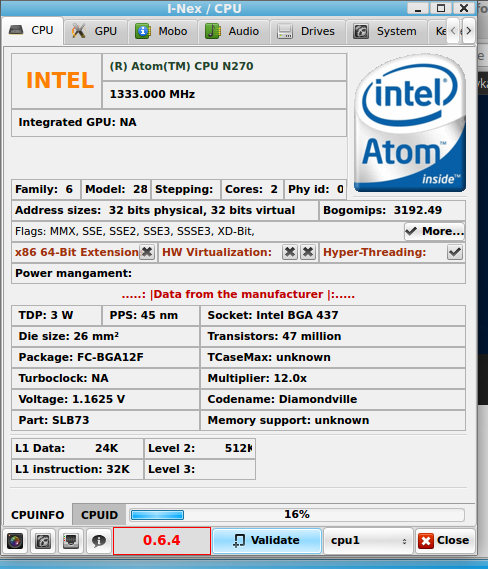 I-Nex / CPU
CPU GPU Mobo Audio Drives System
INTEL
(R) Atom(TM) CPU N270
1333.000 MHz
Integrated GPU: NA
intel
Atom™
inside™
Family: 6 Model: 28 Stepping: Cores: 2 Phy id: 0
Address sizes: 32 bits physical, 32 bits virtual Bogomips: 3192.49
Flags: MMX, SSE, SSE2, SSE3, SSSE3, XD-Bit, More...
x86 64-Bit Extension HW Virtualization: Hyper-Threading:
Power mangament:
.....: |Data from the manufacturer |:.....
TDP: 3 W PPS: 45 nm Socket: Intel BGA 437
Die size: 26 mm² Transistors: 47 million
Package: FC-BGA12F TCaseMax: unknown
Turboclock: NA Multiplier: 12.0x
Voltage: 1.1625 V Codename: Diamondville
Part: SLB73 Memory support: unknown
L1 Data: 24K Level 2: 512K
L1 instruction: 32K Level 3:
CPUINFO CPUID 16%
0.6.4 Validate cpu1 Close